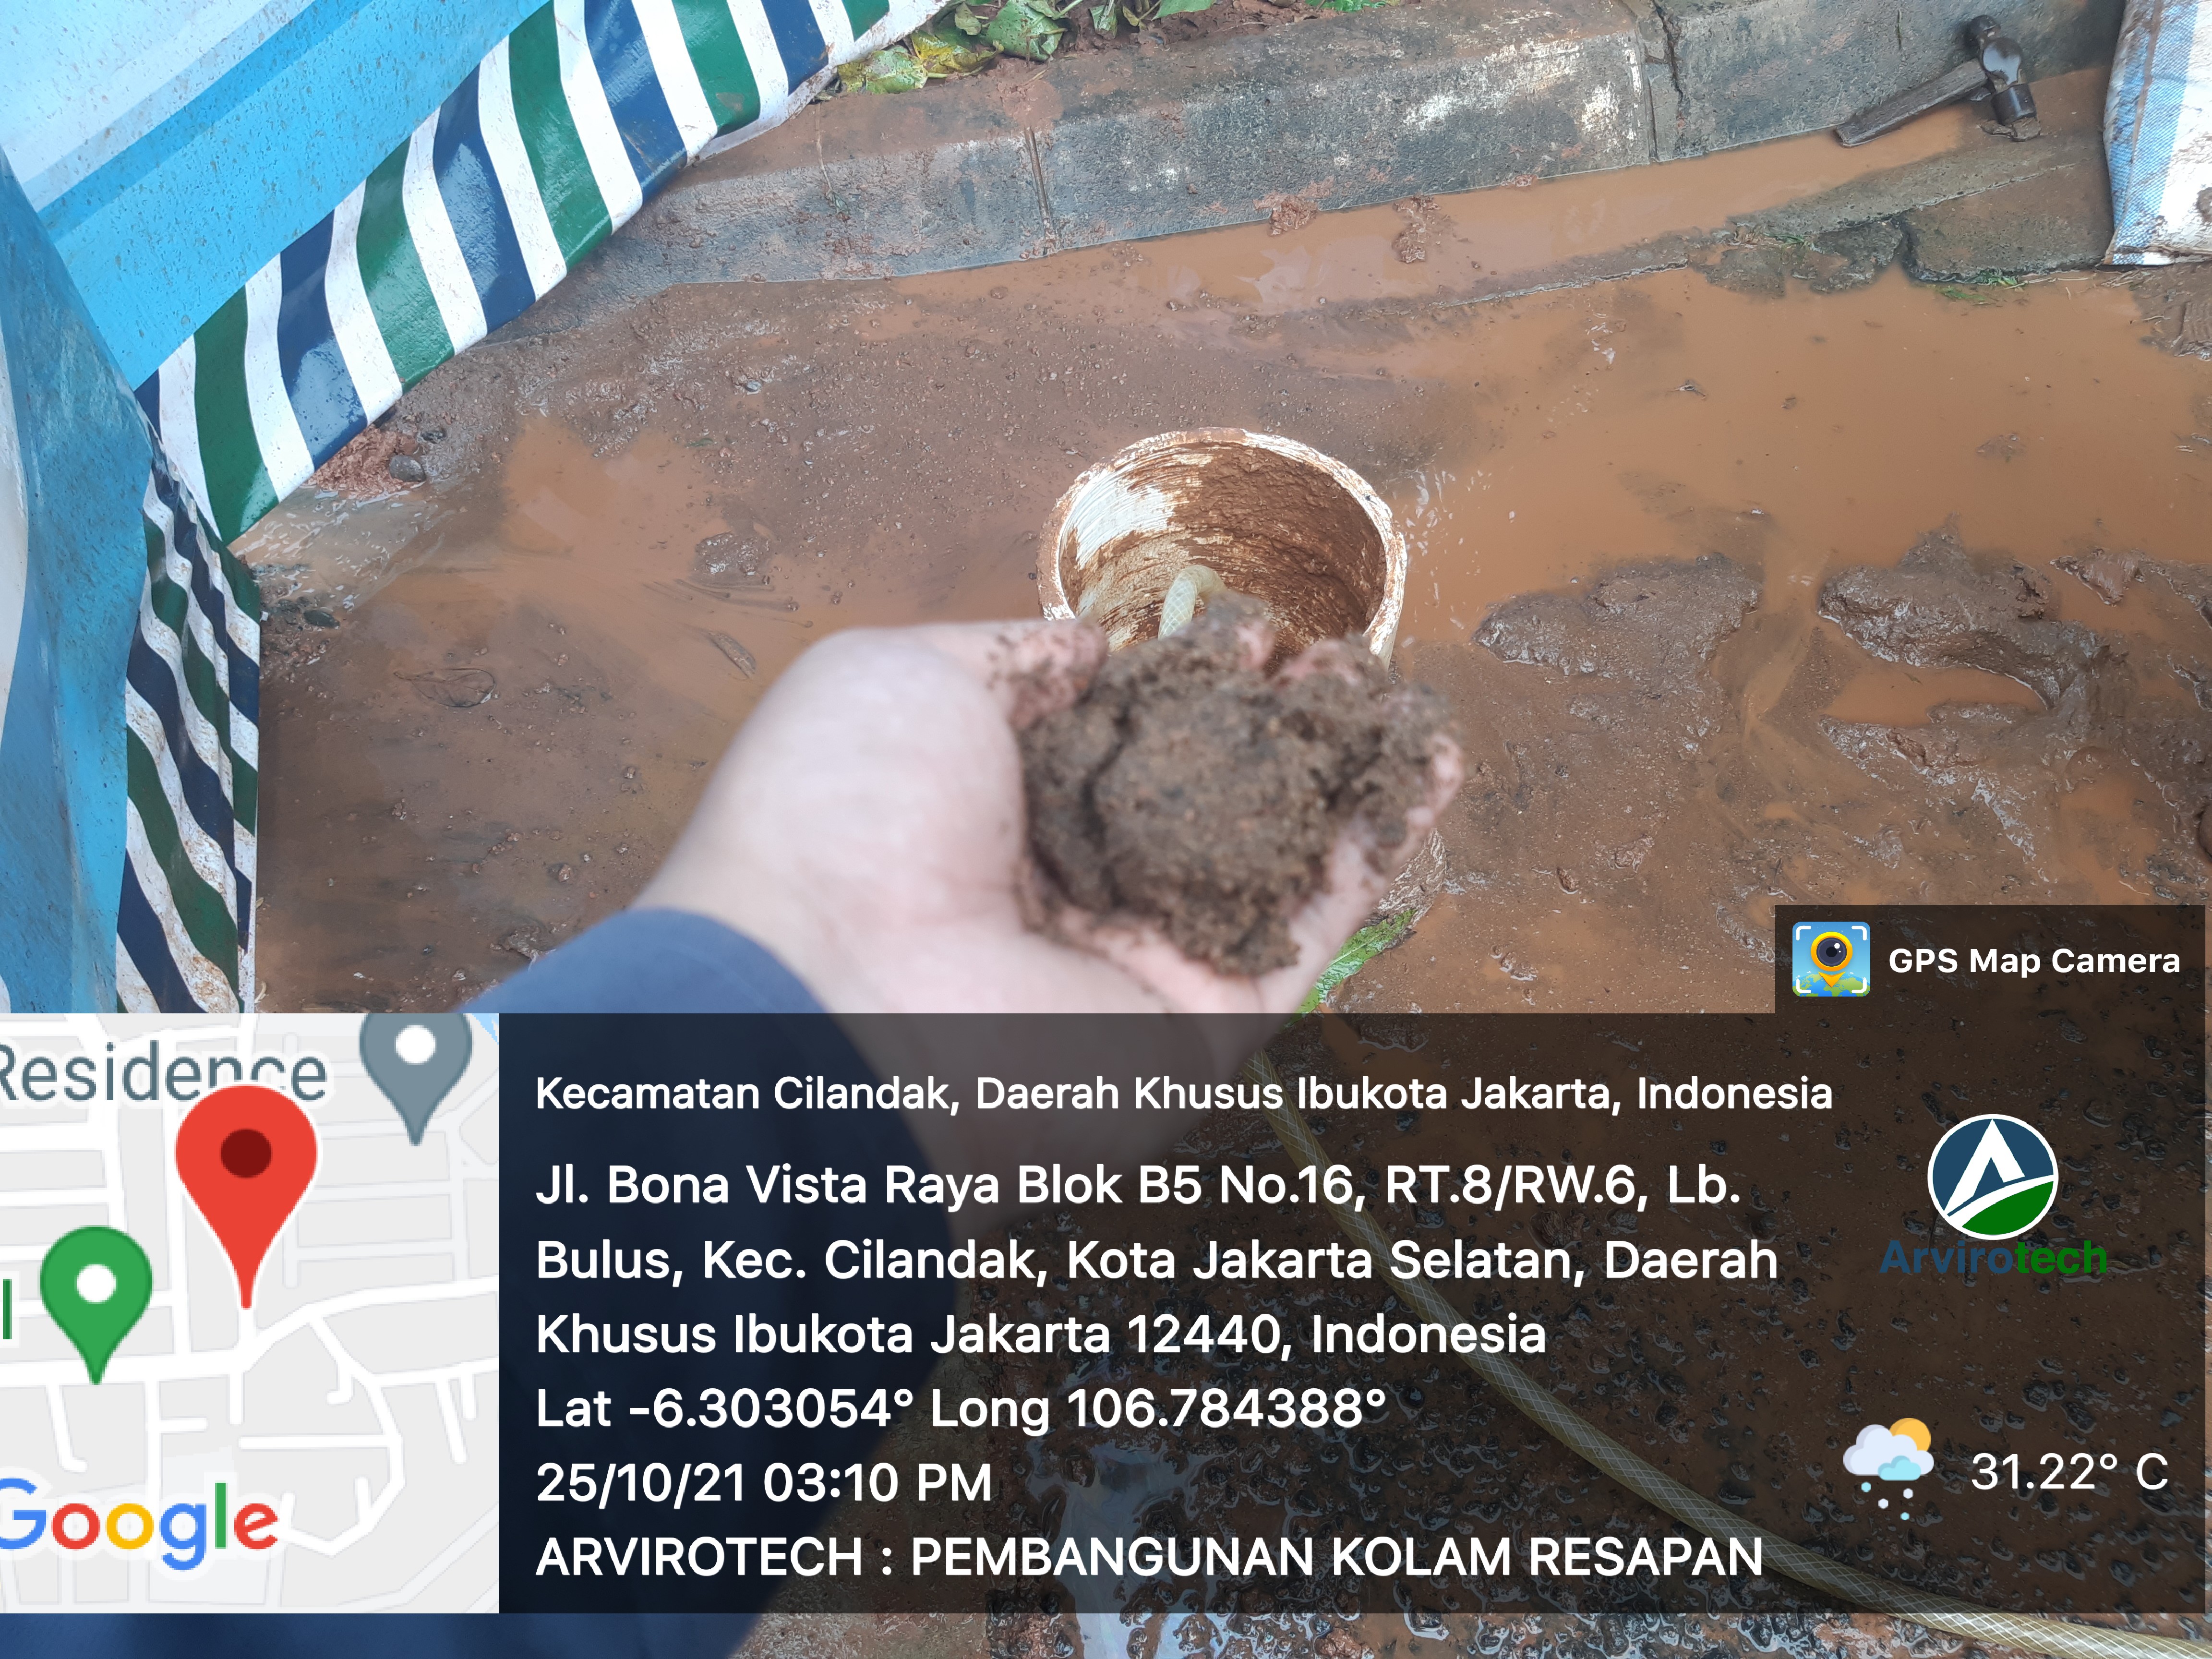 GPS Map Camera
Residence
l
Google
Kecamatan Cilandak, Daerah Khusus Ibukota Jakarta, Indonesia
Jl. Bona Vista Raya Blok B5 No.16, RT.8/RW.6, Lb.
Bulus, Kec. Cilandak, Kota Jakarta Selatan, Daerah
Khusus Ibukota Jakarta 12440, Indonesia
Lat -6.303054° Long 106.784388°
25/10/21 03:10 PM
ARVIROTECH : PEMBANGUNAN KOLAM RESAPAN
Arvirotech
31.22° C